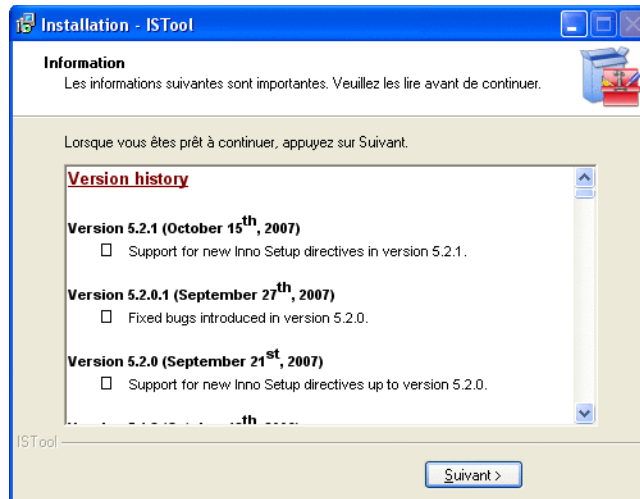 Installation - ISTool
Information
Les informations suivantes sont importantes. Veuillez les lire avant de continuer.
Lorsque vous êtes prêt à continuer, appuyez sur Suivant.
Version history
Version 5.2.1 (October 15th, 2007)
Support for new Inno Setup directives in version 5.2.1.
Version 5.2.0.1 (September 27th, 2007)
Fixed bugs introduced in version 5.2.0.
Version 5.2.0 (September 21st, 2007)
Support for new Inno Setup directives up to version 5.2.0.
th
ISTool
Suivant >